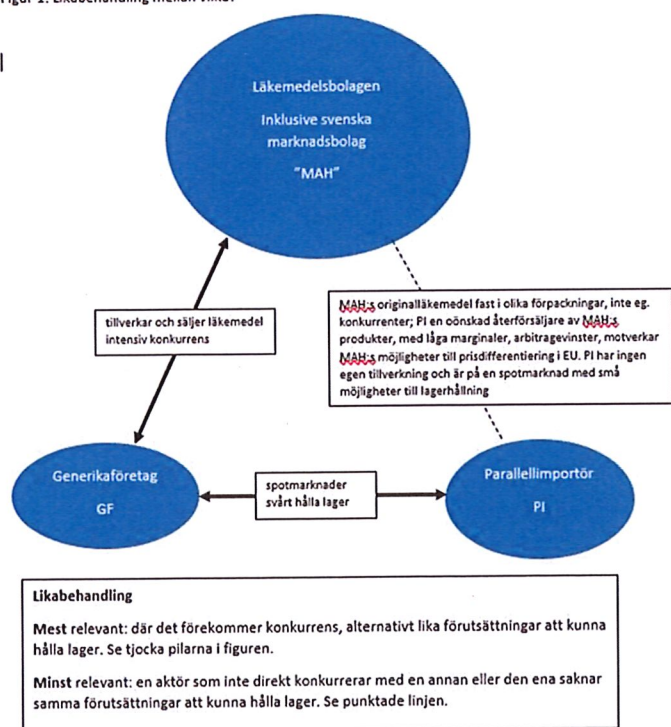 Figur 1. Likabehandling mellan vilka?
Läkemedelsbolagen
Inklusive svenska
marknadsbolag
"MAH"
tillverkar och säljer läkemedel
intensiv konkurrens
MAH:s originalläkemedel fast i olika förpackningar, inte eg.
konkurrenter; PI en oönskad återförsäljare av MAH:s
produkter, med låga marginaler, arbitragevinster, motverkar
MAH:s möjligheter till prisdifferentiering i EU. PI har ingen
egen tillverkning och är på en spotmarknad med små
möjligheter till lagerhållning
Generikaföretag
GF
spotmarknader
svårt hålla lager
Parallellimportör
PI
Likabehandling
Mest relevant: där det förekommer konkurrens, alternativt lika förutsättningar att kunna
hålla lager. Se tjocka pilarna i figuren.
Minst relevant: en aktör som inte direkt konkurrerar med en annan eller den ena saknar
samma förutsättningar att kunna hålla lager. Se punktade linjen.